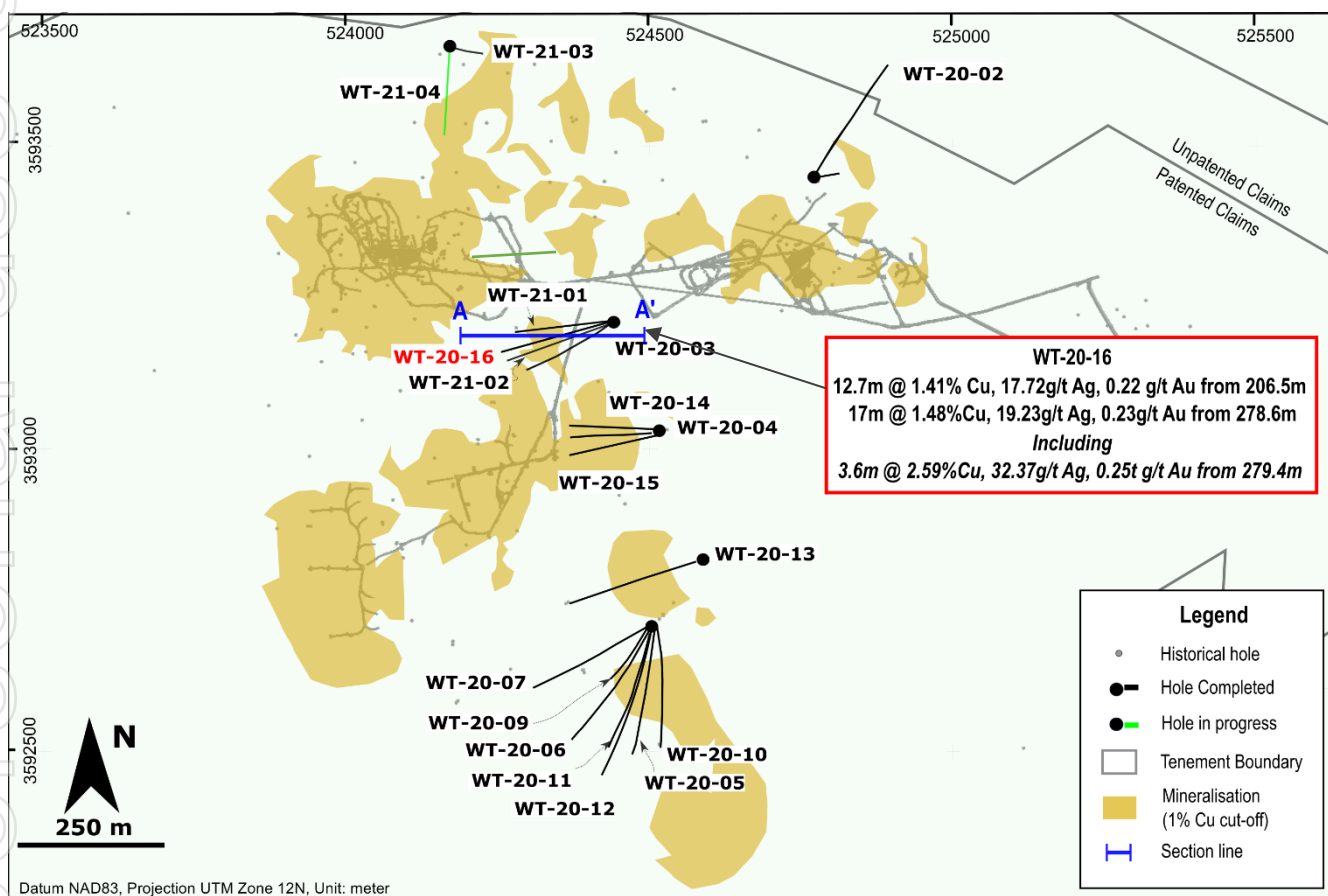 523500
524000
524500
525000
525500
3593500
3593000
3592500
WT-21-03
WT-21-04
WT-20-02
Unpatented Claims
Patented Claims
WT-21-01
A
A'
WT-20-03
WT-20-16
WT-21-02
WT-20-14
WT-20-04
WT-20-15
WT-20-16
12.7m @ 1.41% Cu, 17.72g/t Ag, 0.22 g/t Au from 206.5m
17m @ 1.48%Cu, 19.23g/t Ag, 0.23g/t Au from 278.6m
Including
3.6m @ 2.59%Cu, 32.37g/t Ag, 0.25t g/t Au from 279.4m
WT-20-13
WT-20-07
WT-20-09
WT-20-06
WT-20-10
WT-20-11
WT-20-05
WT-20-12
N
250 m
Legend
Historical hole
Hole Completed
Hole in progress
Tenement Boundary
Mineralisation
(1% Cu cut-off)
Section line
Datum NAD83, Projection UTM Zone 12N, Unit: meter